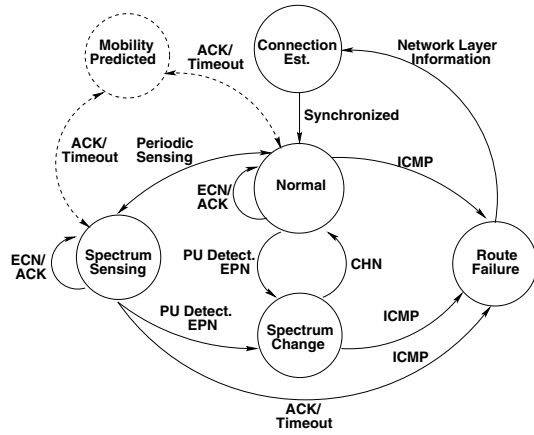 Mobility
Predicted
ACK/
Timeout
Connection
Est.
Network Layer
Information
Synchronized
ACK/
Timeout
Periodic
Sensing
ICMP
ECN/
ACK
Normal
ECN/
ACK
Spectrum
Sensing
PU Detect.
EPN
CHN
Route
Failure
PU Detect.
EPN
Spectrum
Change
ICMP
ICMP
ACK/
Timeout